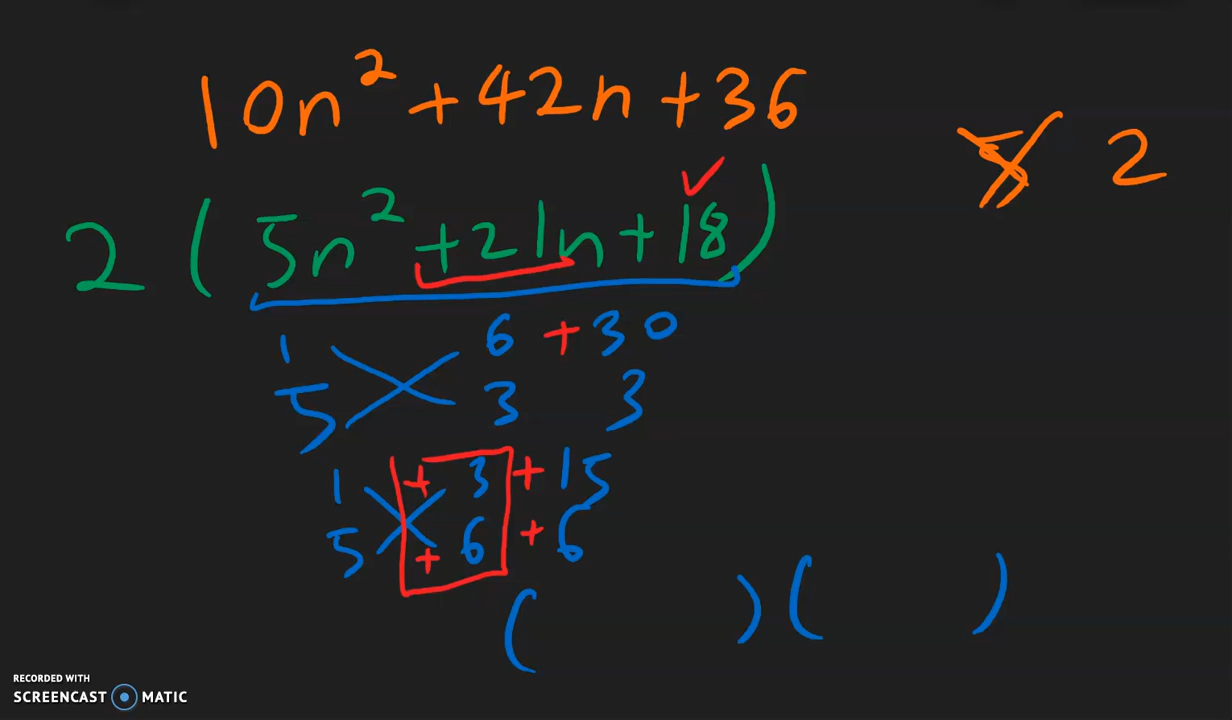 10n² + 42n + 36
2
2 ( 5n² + 21n + 18 )
1 6 + 30
5 3 3
1 + 3 + 15
5 + 6 + 6
( ) ( )
RECORDED WITH
SCREENCAST MATIC